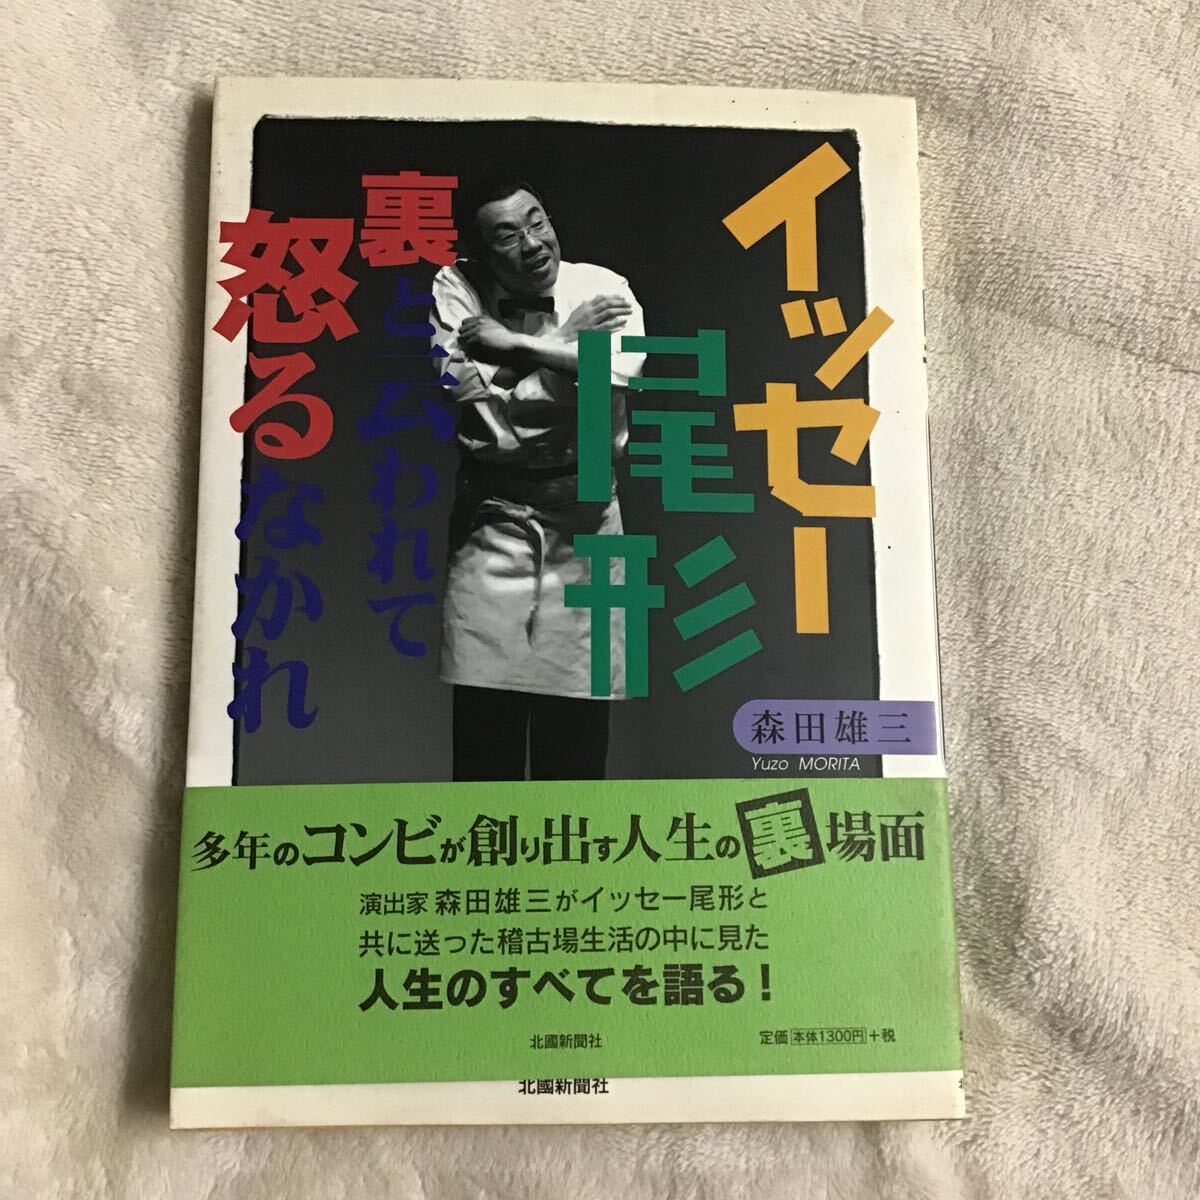 イッセー
尾形
裏と云われて
怒るなかれ
森田雄三
Yuzo MORITA
多年のコンビが創り出す人生の裏場面
演出家 森田雄三がイッセー尾形と
共に送った稽古場生活の中に見た
人生のすべてを語る!
北國新聞社
定価 本体1300円+税
北國新聞社